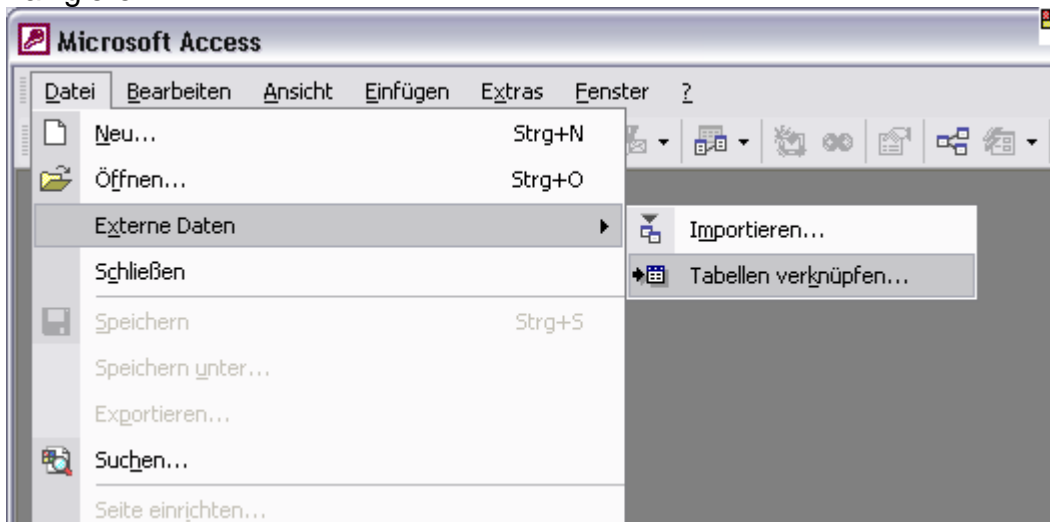 Microsoft Access
Datei Bearbeiten Ansicht Einfügen Extras Fenster ?
Neu... Strg+N
Öffnen... Strg+O
Externe Daten
Importieren...
Schließen
Tabellen verknüpfen...
Speichern Strg+S
Speichern unter...
Exportieren...
Suchen...
Seite einrichten...